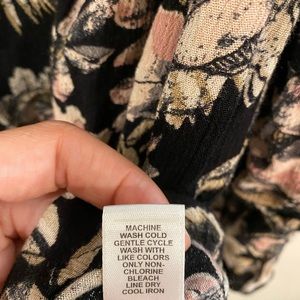 MACHINE
WASH COLD
GENTLE CYCLE
WASH WITH
LIKE COLORS
ONLY NON-
CHLORINE
BLEACH
LINE DRY
COOL IRON